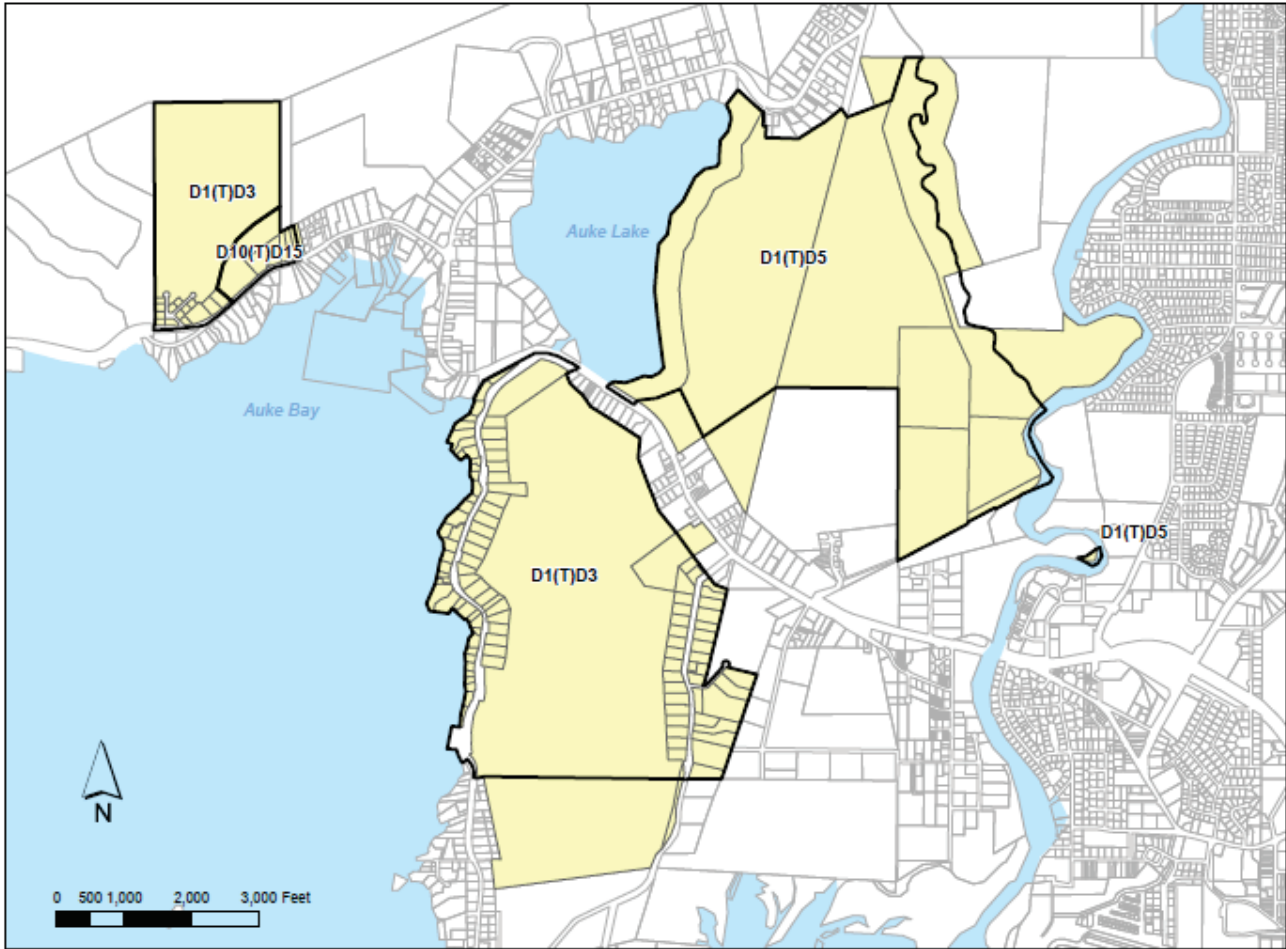 D1(T)D3
D10(T)D15
Auke Lake
D1(T)D5
Auke Bay
D1(T)D5
D1(T)D3
N
0 500 1,000 2,000 3,000 Feet